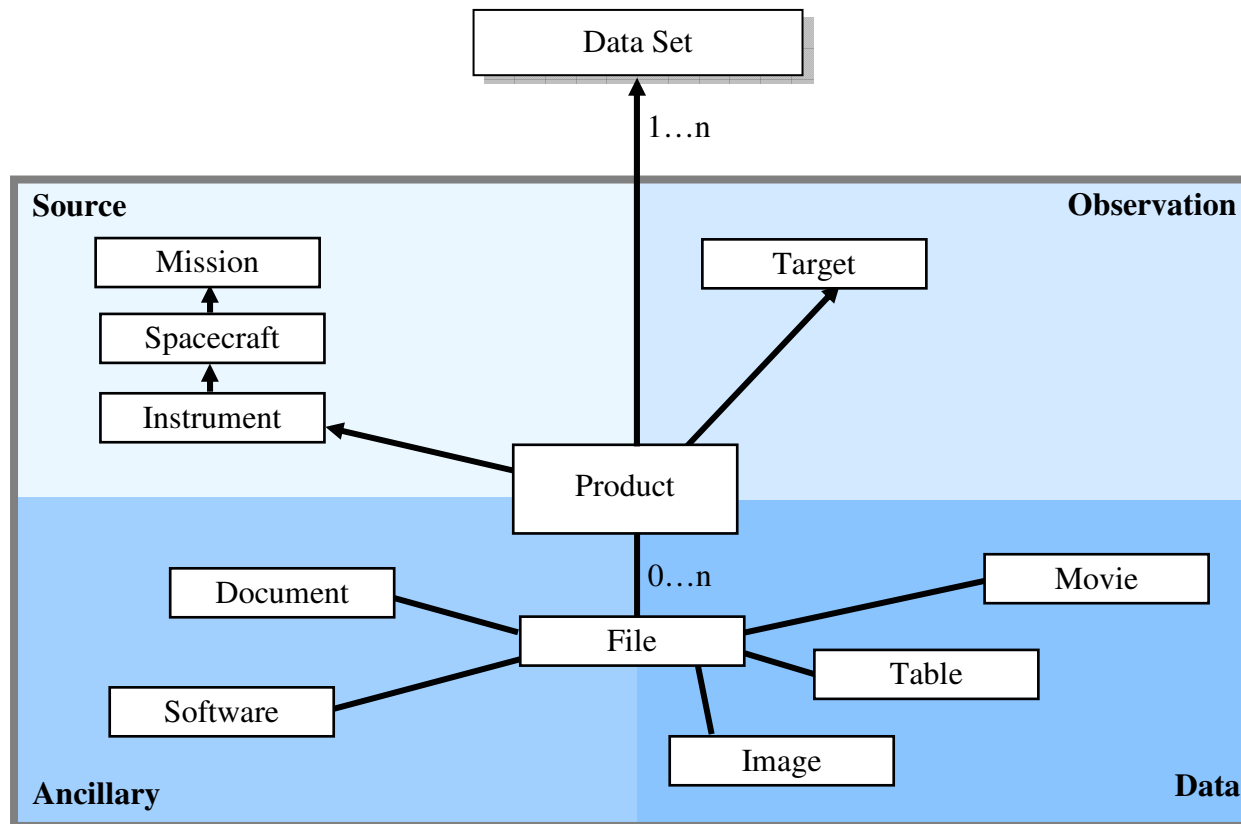 Data Set
1…n
Source
Observation
Mission
Target
Spacecraft
Instrument
Product
0…n
Document
Movie
File
Table
Software
Image
Ancillary
Data